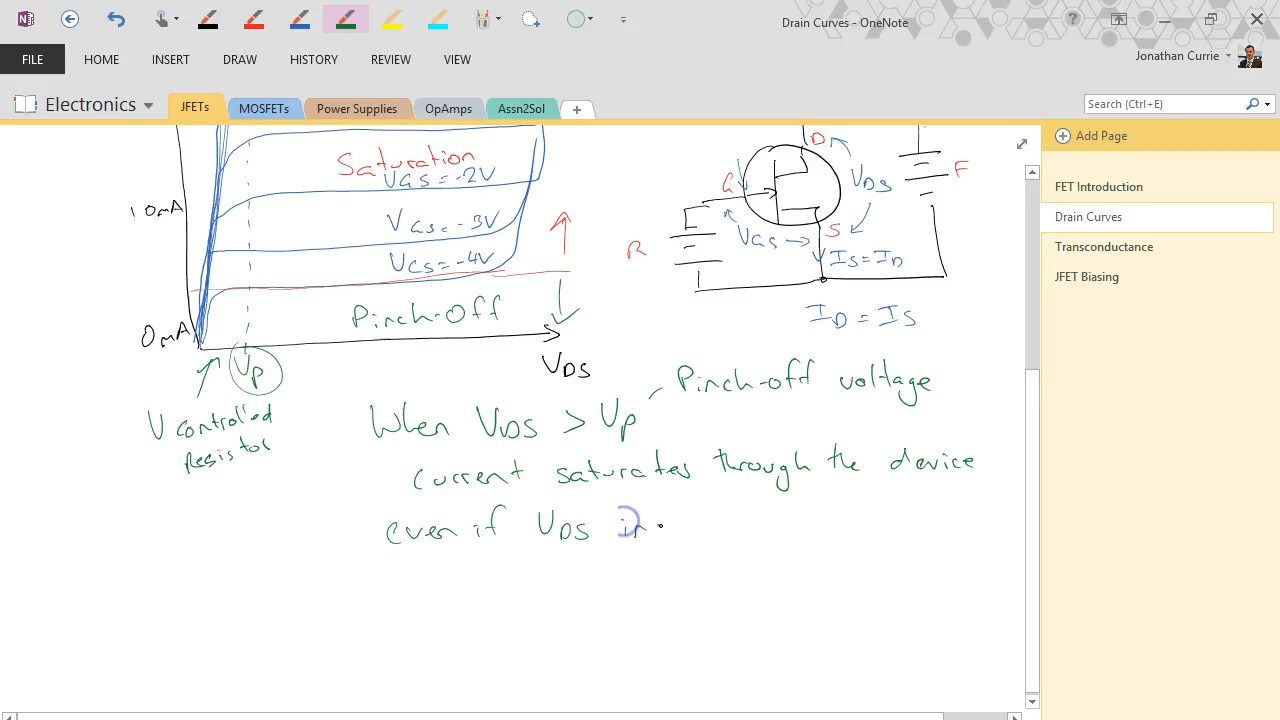 Drain Curves - OneNote
Jonathan Currie
FILE HOME INSERT DRAW HISTORY REVIEW VIEW
Electronics JFETs MOSFETs Power Supplies OpAmps Assn2Sol
Search (Ctrl+E)
Add Page
FET Introduction
Drain Curves
Transconductance
JFET Biasing
Saturation
VGS=-2V
10mA
VGS=-3V
VGS=-4V
Pinch-Off
0mA
VDS
VP
V controlled
resistor
D
G
S
VDS
F
R
VGS
IS=ID
ID = IS
Pinch-off voltage
When VDS > VP
current saturates through the device
even if VDS in